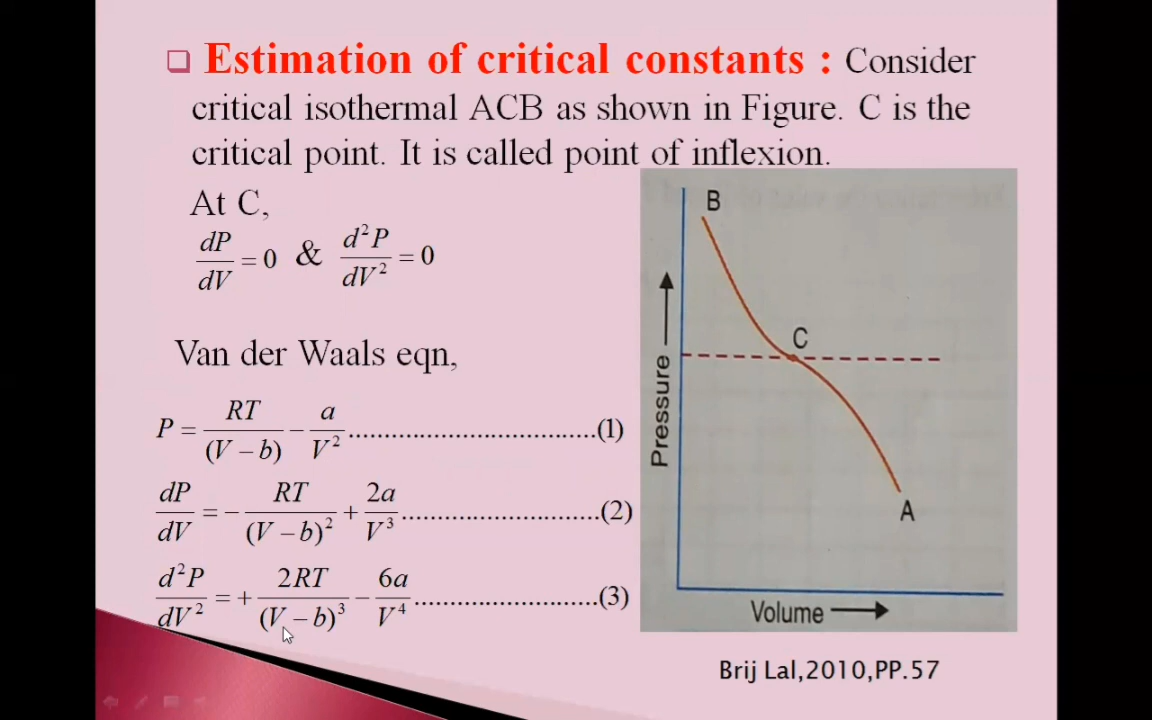 Estimation of critical constants : Consider
critical isothermal ACB as shown in Figure. C is the
critical point. It is called point of inflexion.
At C,
dP/dV = 0 & d²P/dV² = 0
Van der Waals eqn,
P = RT/(V – b) – a/V² ...................................(1)
dP/dV = – RT/(V – b)² + 2a/V³ ............................(2)
d²P/dV² = + 2RT/(V – b)³ – 6a/V⁴ ..........................(3)
B
C
A
Pressure
Volume
Brij Lal,2010,PP.57